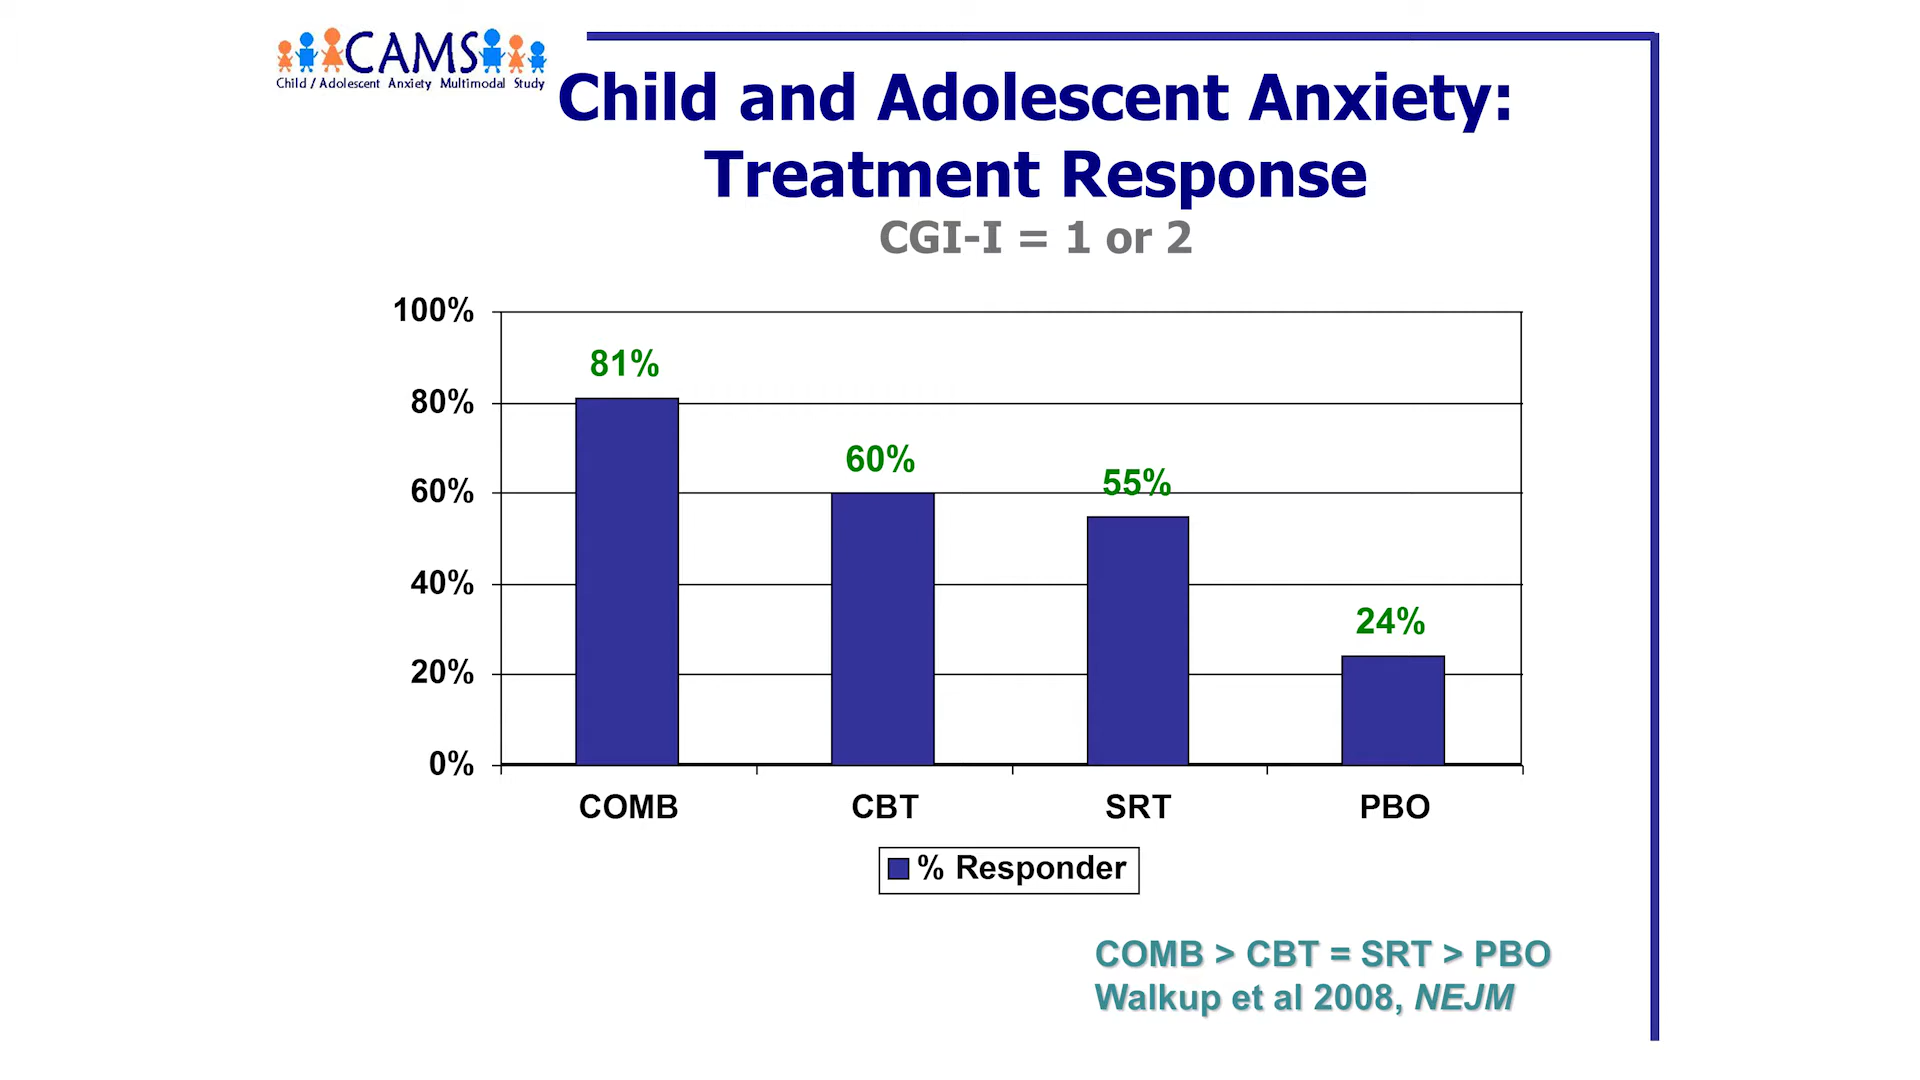 CAMS
Child / Adolescent Anxiety Multimodal Study
Child and Adolescent Anxiety:
Treatment Response
CGI-I = 1 or 2
100%
80%
60%
40%
20%
0%
81%
60%
55%
24%
COMB CBT SRT PBO
% Responder
COMB > CBT = SRT > PBO
Walkup et al 2008, NEJM